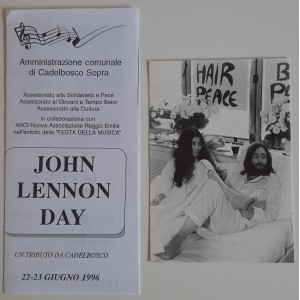 Amministrazione comunale
di Cadelbosco Sopra
Assessorato alla Solidarietà e Pace
Assessorato ai Giovani e Tempo libero
Assessorato alla Cultura
in collaborazione con
ARCI-Nuova Associazione Reggio Emilia
nell'ambito della "FESTA DELLA MUSICA"
JOHN
LENNON
DAY
UN TRIBUTO DA CADELBOSCO
22-23 GIUGNO 1996
HAIR
PEACE